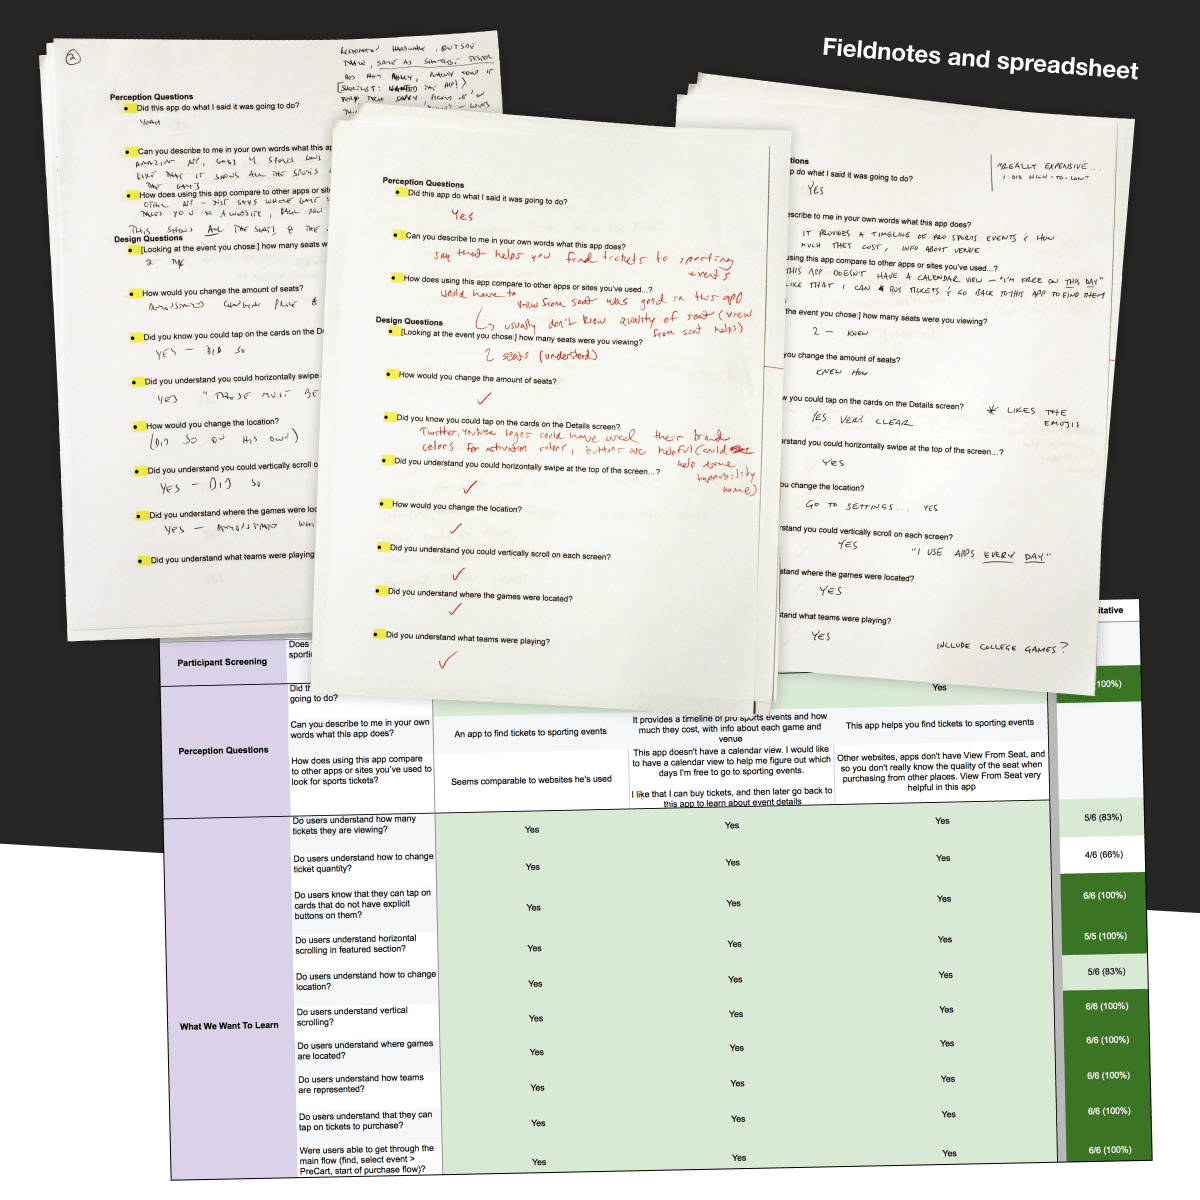 Fieldnotes and spreadsheet
2
HARDWARE, OUTSIDE
Perception Questions
Did this app do what I said it was going to do?
YEAH
Can you describe to me in your own words what this ap
AMAZING APP,
LIKE THAT IT SHOWS ALL THE
How does using this app compare to other apps or sit
OTHER APP - JUST SAYS WHERE GAME
TAKES YOU TO A WEBSITE,
THIS SHOWS ALL THE SEATS & THE
Design Questions
[Looking at the event you chose:] how many seats w
2
How would you change the amount of seats?
Did you know you could tap on the cards on the D
YES - DID SO
Did you understand you could horizontally swipe
YES "THESE MUST BE
How would you change the location?
(DID SO ON HIS OWN)
Did you understand you could vertically scroll o
YES - DID SO
Did you understand where the games were loc
YES -
Did you understand what teams were playing
Perception Questions
Did this app do what I said it was going to do?
Yes
Can you describe to me in your own words what this app does?
say that helps you find tickets to sporting
events
How does using this app compare to other apps or sites you've used...?
would have to
view from seat was good in this app
usually don't know quality of seat (view
from seat helps)
Design Questions
[Looking at the event you chose:] how many seats were you viewing?
2 seats (understand)
How would you change the amount of seats?
Did you know you could tap on the cards on the Details screen?
Twitter, Youtube logos could have used their brand
colors for activation color, buttons are helpful (could
help some
tappability
Did you understand you could horizontally swipe at the top of the screen...?
How would you change the location?
Did you understand you could vertically scroll on each screen?
Did you understand where the games were located?
Did you understand what teams were playing?
tions
p do what I said it was going to do?
YES
"REALLY EXPENSIVE...
I DID HIGH-TO-LOW"
escribe to me in your own words what this app does?
IT PROVIDES A TIMELINE OF PRO SPORTS EVENTS & HOW
MUCH THEY COST, INFO ABOUT VENUE
using this app compare to other apps or sites you've used...?
THIS APP DOESN'T HAVE A CALENDAR VIEW - "I'M FREE ON THIS DAY"
LIKE THAT I CAN BUY TICKETS & GO BACK TO THIS APP TO FIND THEM
the event you chose:] how many seats were you viewing?
2 - KNEW
you change the amount of seats?
KNEW HOW
w you could tap on the cards on the Details screen?
YES VERY CLEAR
* LIKES THE
EMOJIS
erstand you could horizontally swipe at the top of the screen...?
YES
ou change the location?
GO TO SETTINGS... YES
rstand you could vertically scroll on each screen?
YES "I USE APPS EVERY DAY"
stand where the games were located?
YES
tand what teams were playing?
YES
INCLUDE COLLEGE GAMES?
itative
Participant Screening
Does
sporti
Did th
going to do?
Yes
100%)
Perception Questions
Can you describe to me in your own
words what this app does?
An app to find tickets to sporting events
It provides a timeline of pro sports events and how
much they cost, with info about each game and
venue
This app helps you find tickets to sporting events
How does using this app compare
to other apps or sites you've used to
look for sports tickets?
Seems comparable to websites he's used
This app doesn't have a calendar view. I would like
to have a calendar view to help me figure out which
days I'm free to go to sporting events.
I like that I can buy tickets, and then later go back to
this app to learn about event details
Other websites, apps don't have View From Seat, and
so you don't really know the quality of the seat when
purchasing from other places. View From Seat very
helpful in this app
What We Want To Learn
Do users understand how many
tickets they are viewing?
Yes Yes Yes 5/6 (83%)
Do users understand how to change
ticket quantity?
Yes Yes Yes 4/6 (66%)
Do users know that they can tap on
cards that do not have explicit
buttons on them?
Yes Yes Yes 6/6 (100%)
Do users understand horizontal
scrolling in featured section?
Yes Yes Yes 5/5 (100%)
Do users understand how to change
location?
Yes Yes Yes 5/6 (83%)
Do users understand vertical
scrolling?
Yes Yes Yes 6/6 (100%)
Do users understand where games
are located?
Yes Yes Yes 6/6 (100%)
Do users understand how teams
are represented?
Yes Yes Yes 6/6 (100%)
Do users understand that they can
tap on tickets to purchase?
Yes Yes Yes 6/6 (100%)
Were users able to get through the
main flow (find, select event >
PreCart, start of purchase flow)?
Yes Yes Yes 6/6 (100%)